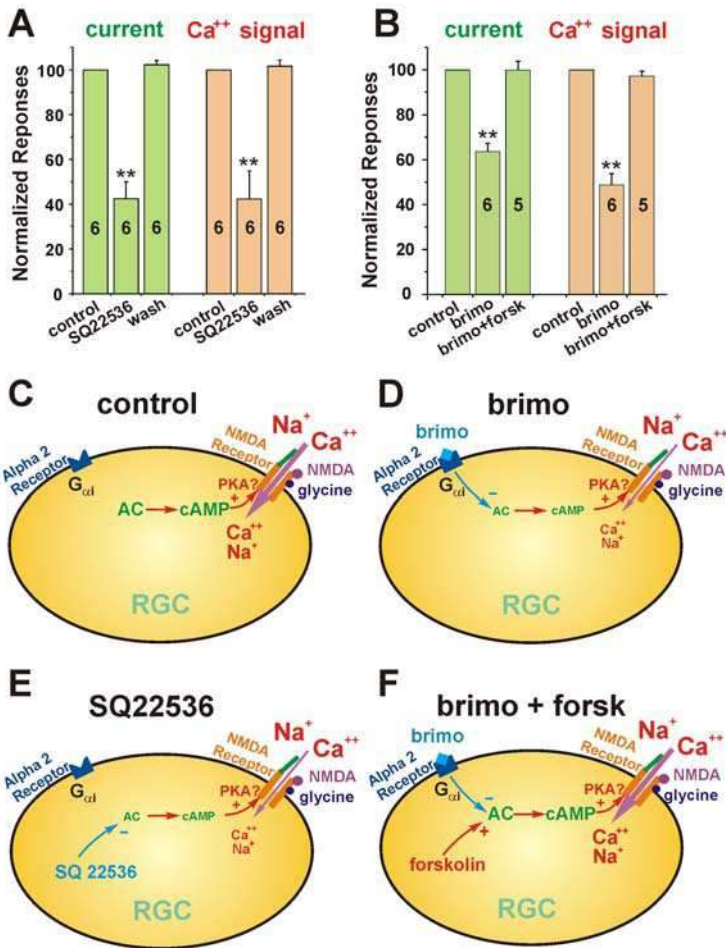 A
current
Ca++ signal
Normalized Reponses
100
80
60
40
20
0
**
**
6
6
6
6
6
6
control
SQ22536
wash
control
SQ22536
wash
B
current
Ca++ signal
Normalized Reponses
100
80
60
40
20
0
**
**
6
5
6
5
control
brimo
brimo+forsk
control
brimo
brimo+forsk
C
control
Alpha 2
Receptor
Gαi
AC
cAMP
PKA?
+
NMDA
Receptor
Na+
Ca++
NMDA
glycine
Ca++
Na+
RGC
D
brimo
brimo
Alpha 2
Receptor
Gαi
–
AC
cAMP
PKA?
+
NMDA
Receptor
Na+
Ca++
NMDA
glycine
Ca++
Na+
RGC
E
SQ22536
Alpha 2
Receptor
Gαi
–
AC
cAMP
PKA?
+
NMDA
Receptor
Na+
Ca++
NMDA
glycine
Ca++
Na+
SQ 22536
RGC
F
brimo + forsk
brimo
Alpha 2
Receptor
Gαi
–
AC
cAMP
PKA?
+
NMDA
Receptor
Na+
Ca++
NMDA
glycine
Ca++
Na+
+
forskolin
RGC